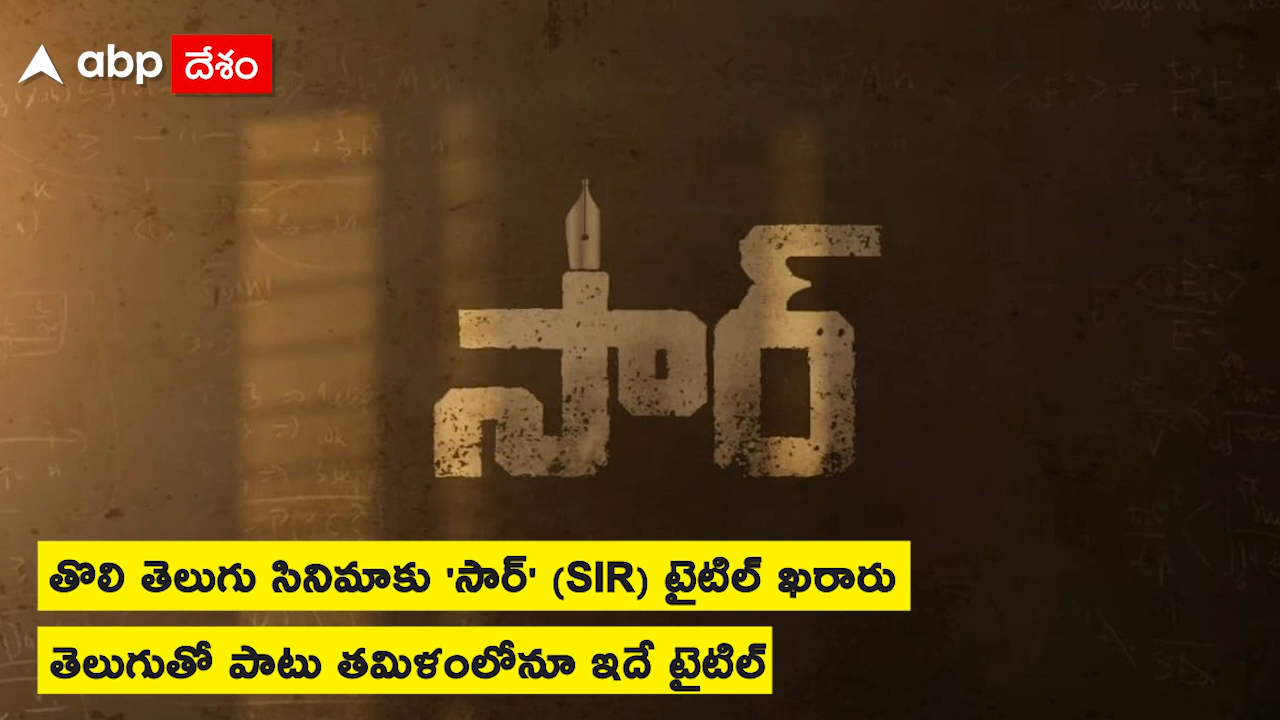 abp దేశం
సార్
తొలి తెలుగు సినిమాకు 'సార్' (SIR) టైటిల్ ఖరారు
తెలుగుతో పాటు తమిళంలోనూ ఇదే టైటిల్